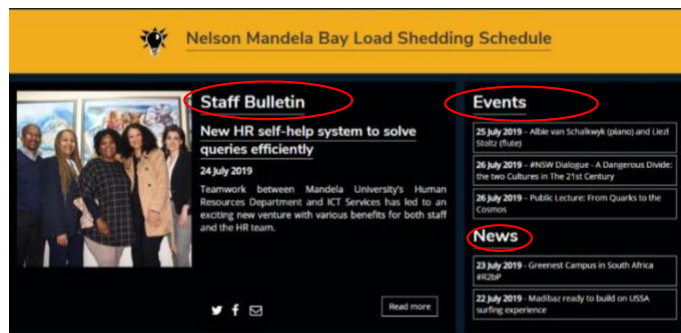 Nelson Mandela Bay Load Shedding Schedule
Staff Bulletin
New HR self-help system to solve
queries efficiently
24 July 2019
Teamwork between Mandela University's Human
Resources Department and ICT Services has led to an
exciting new venture with various benefits for both staff
and the HR team.
Read more
Events
25 July 2019 – Albie van Schalkwyk (piano) and Liezl
Stoltz (flute)
26 July 2019 – #NSW Dialogue - A Dangerous Divide:
the two Cultures in The 21st Century
26 July 2019 – Public Lecture: From Quarks to the
Cosmos
News
23 July 2019 - Greenest Campus in South Africa
#R2bP
22 July 2019 - Madibaz ready to build on USSA
surfing experience